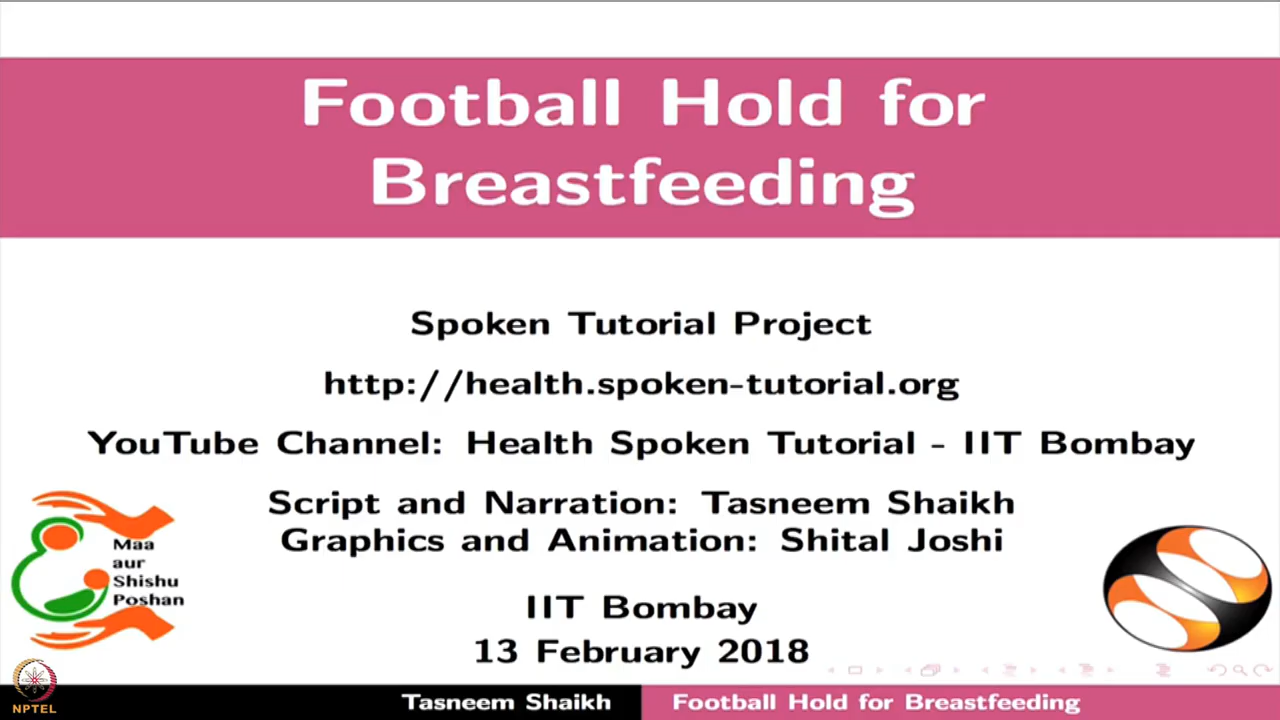 Football Hold for
Breastfeeding
Spoken Tutorial Project
http://health.spoken-tutorial.org
YouTube Channel: Health Spoken Tutorial - IIT Bombay
Script and Narration: Tasneem Shaikh
Graphics and Animation: Shital Joshi
Maa
aur
Shishu
Poshan
IIT Bombay
13 February 2018
NPTEL
Tasneem Shaikh
Football Hold for Breastfeeding